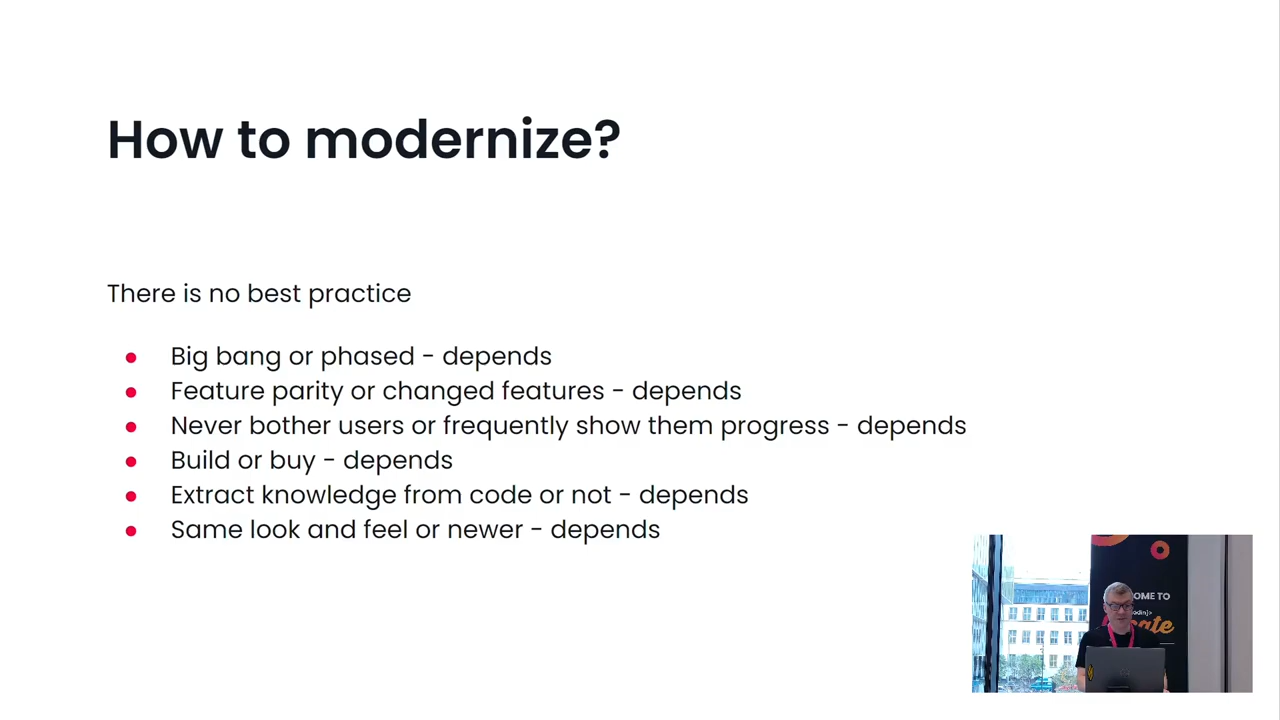 How to modernize?
There is no best practice
● Big bang or phased - depends
● Feature parity or changed features - depends
● Never bother users or frequently show them progress - depends
● Build or buy - depends
● Extract knowledge from code or not - depends
● Same look and feel or newer - depends
OME TO